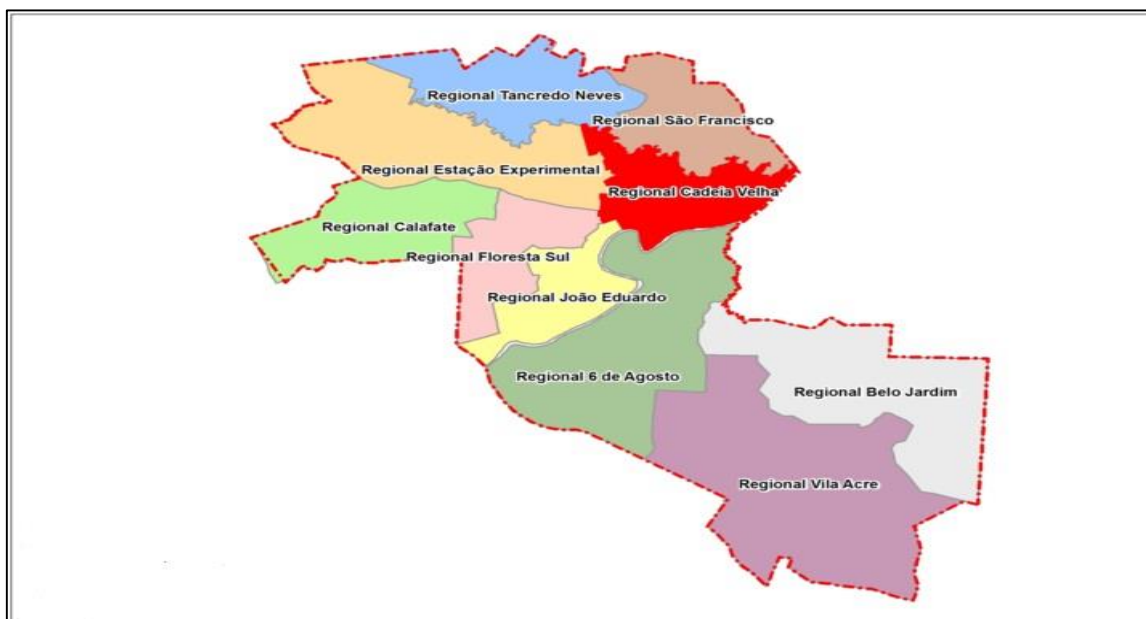 Regional Tancredo Neves
Regional São Francisco
Regional Estação Experimental
Regional Cadeia Velha
Regional Calafate
Regional Floresta Sul
Regional João Eduardo
Regional 6 de Agosto
Regional Belo Jardim
Regional Vila Acre